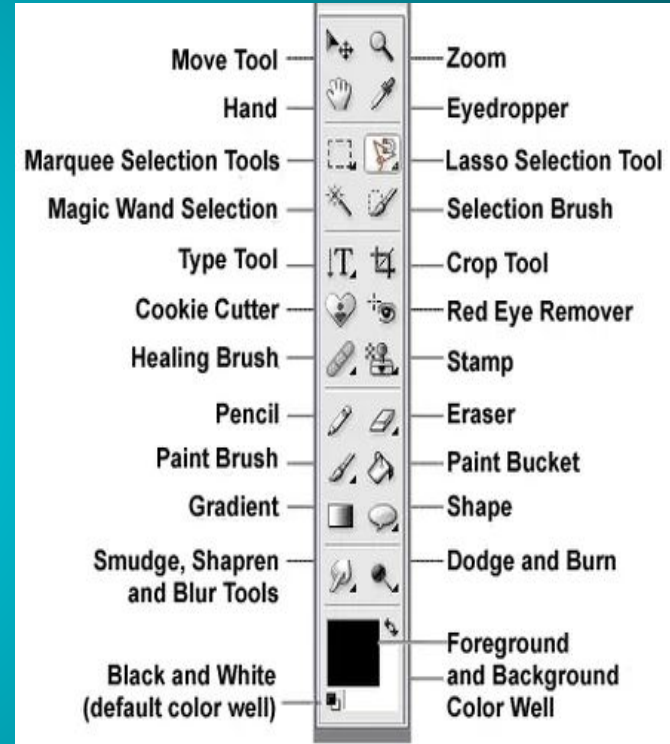 Move Tool
Zoom
Hand
Eyedropper
Marquee Selection Tools
Lasso Selection Tool
Magic Wand Selection
Selection Brush
Type Tool
T
Crop Tool
Cookie Cutter
Red Eye Remover
Healing Brush
Stamp
Pencil
Eraser
Paint Brush
Paint Bucket
Gradient
Shape
Smudge, Shapren
and Blur Tools
Dodge and Burn
Foreground
and Background
Color Well
Black and White
(default color well)